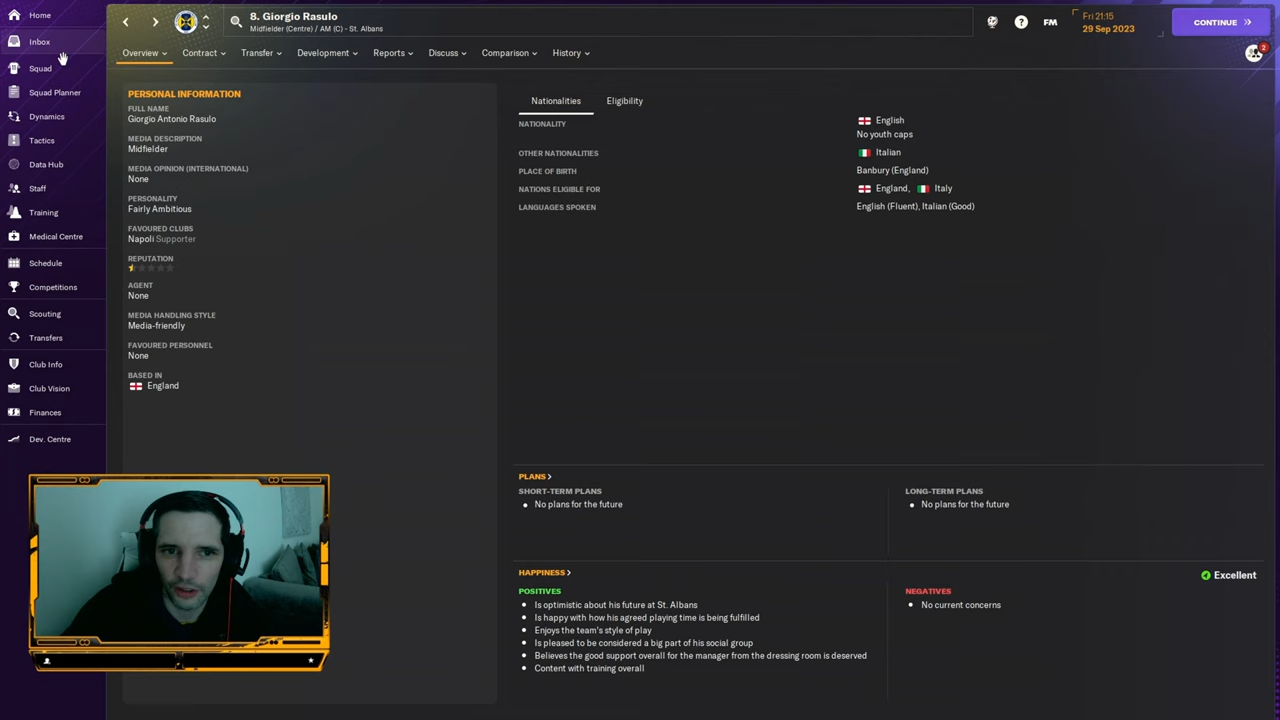 Home
Inbox
Squad
Squad Planner
Dynamics
Tactics
Data Hub
Staff
Training
Medical Centre
Schedule
Competitions
Scouting
Transfers
Club Info
Club Vision
Finances
Dev. Centre
8. Giorgio Rasulo
Midfielder (Centre) / AM (C) - St. Albans
?
FM
Fri 21:15
29 Sep 2023
CONTINUE
2
Overview
Contract
Transfer
Development
Reports
Discuss
Comparison
History
PERSONAL INFORMATION
FULL NAME
Giorgio Antonio Rasulo
MEDIA DESCRIPTION
Midfielder
MEDIA OPINION (INTERNATIONAL)
None
PERSONALITY
Fairly Ambitious
FAVOURED CLUBS
Napoli Supporter
REPUTATION
AGENT
None
MEDIA HANDLING STYLE
Media-friendly
FAVOURED PERSONNEL
None
BASED IN
England
Nationalities Eligibility
NATIONALITY English
No youth caps
OTHER NATIONALITIES Italian
PLACE OF BIRTH Banbury (England)
NATIONS ELIGIBLE FOR England, Italy
LANGUAGES SPOKEN English (Fluent), Italian (Good)
PLANS
SHORT-TERM PLANS
No plans for the future
LONG-TERM PLANS
No plans for the future
HAPPINESS
Excellent
POSITIVES
Is optimistic about his future at St. Albans
Is happy with how his agreed playing time is being fulfilled
Enjoys the team's style of play
Is pleased to be considered a big part of his social group
Believes the good support overall for the manager from the dressing room is deserved
Content with training overall
NEGATIVES
No current concerns